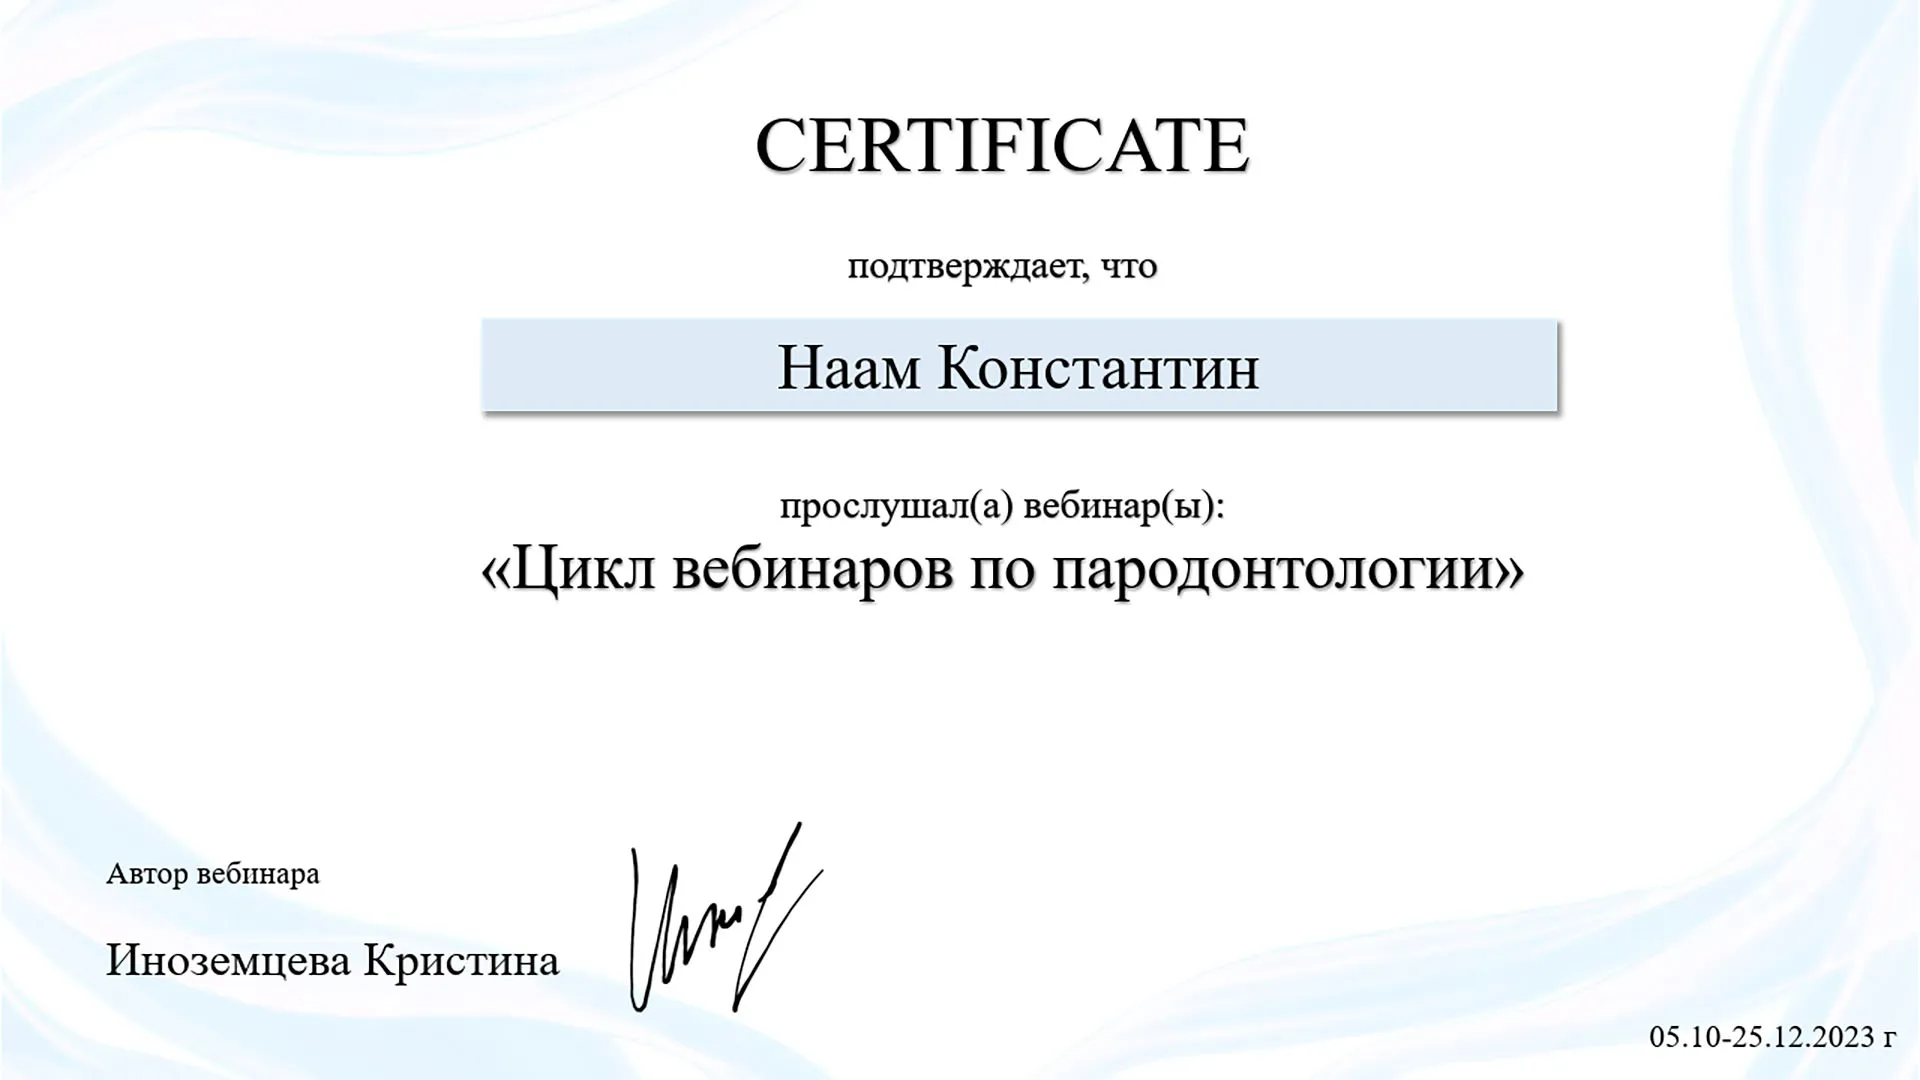 CERTIFICATE
подтверждает, что
Наам Константин
прослушал(а) вебинар(ы):
«Цикл вебинаров по пародонтологии»
Автор вебинара
Иноземцева Кристина
05.10-25.12.2023 г